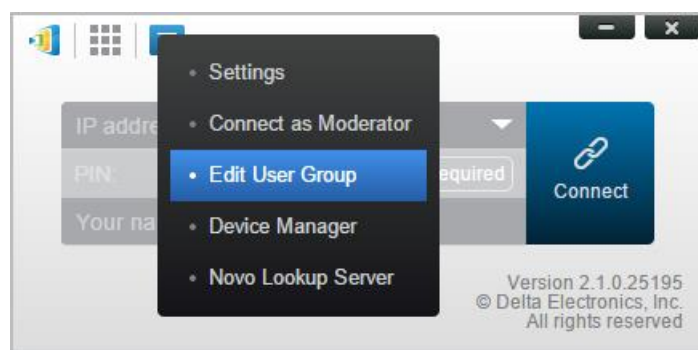 Settings
IP addre
Connect as Moderator
PIN:
Edit User Group
equired
Connect
Your na
Device Manager
Novo Lookup Server
Version 2.1.0.25195
© Delta Electronics, Inc.
All rights reserved